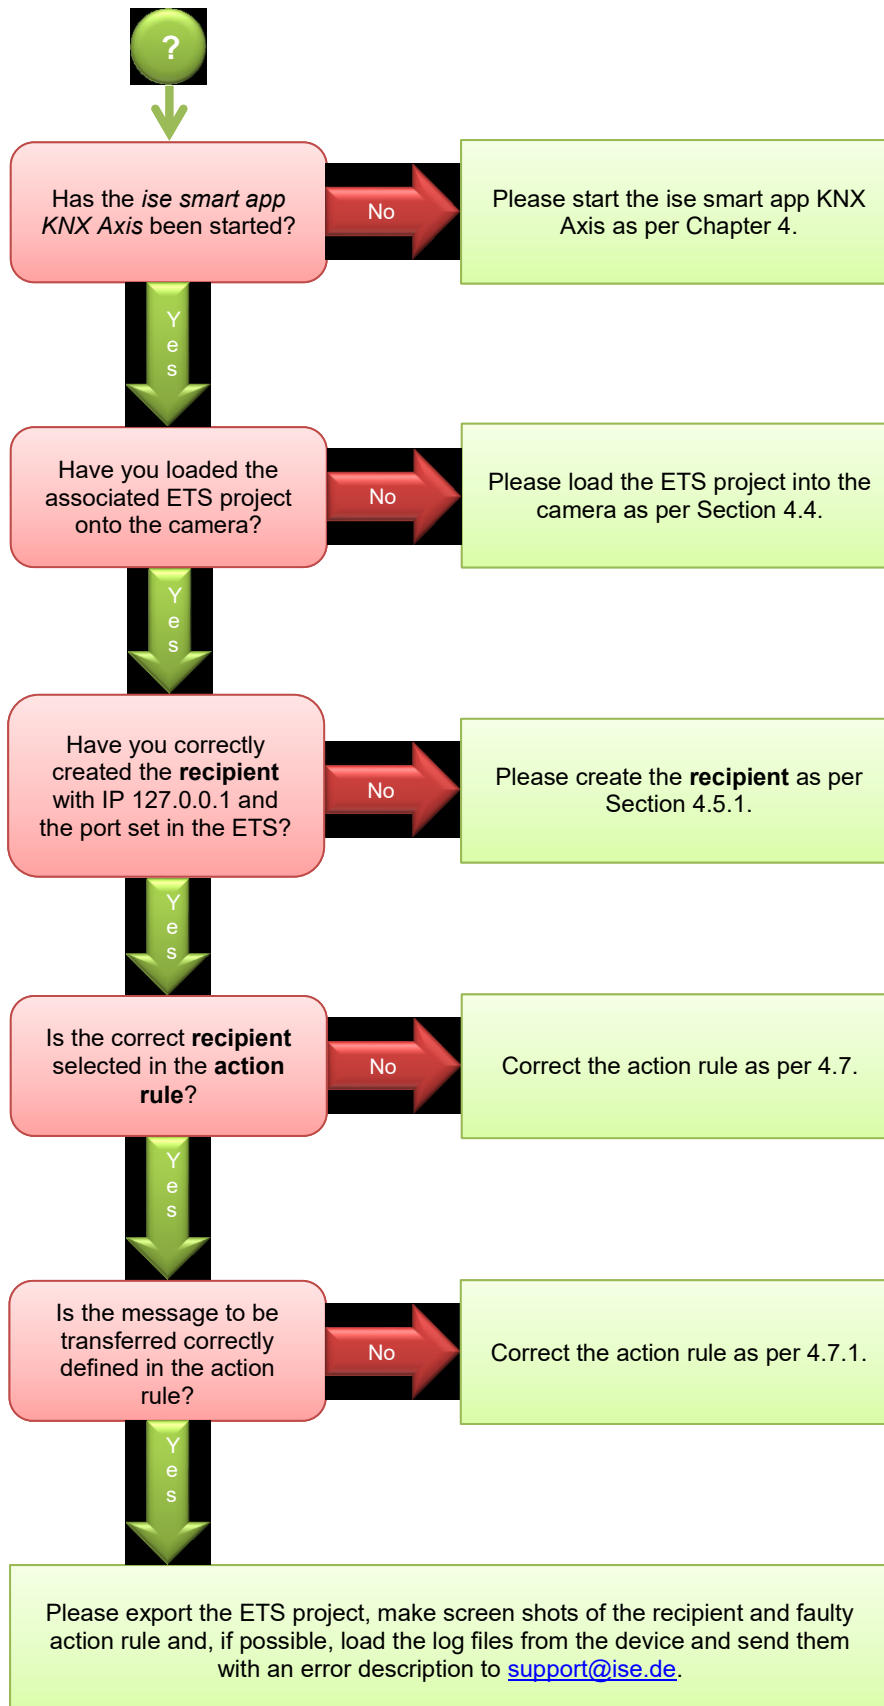 ?
Has the ise smart app
KNX Axis been started?
No
Please start the ise smart app KNX
Axis as per Chapter 4.
Yes
Have you loaded the
associated ETS project
onto the camera?
No
Please load the ETS project into the
camera as per Section 4.4.
Yes
Have you correctly
created the recipient
with IP 127.0.0.1 and
the port set in the ETS?
No
Please create the recipient as per
Section 4.5.1.
Yes
Is the correct recipient
selected in the action
rule?
No
Correct the action rule as per 4.7.
Yes
Is the message to be
transferred correctly
defined in the action
rule?
No
Correct the action rule as per 4.7.1.
Yes
Please export the ETS project, make screen shots of the recipient and faulty
action rule and, if possible, load the log files from the device and send them
with an error description to support@ise.de.